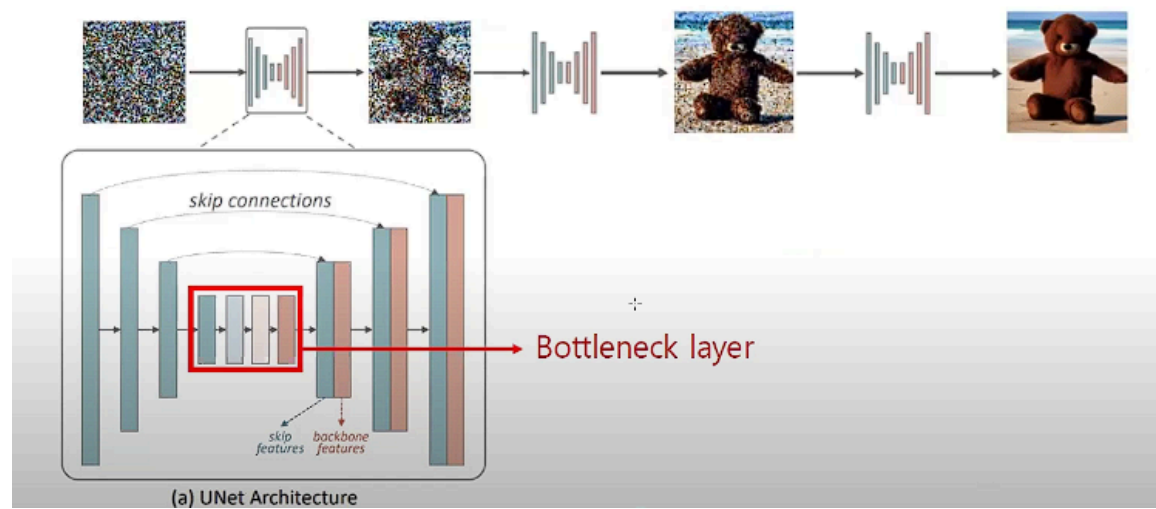 skip connections
Bottleneck layer
skip
features
backbone
features
(a) UNet Architecture